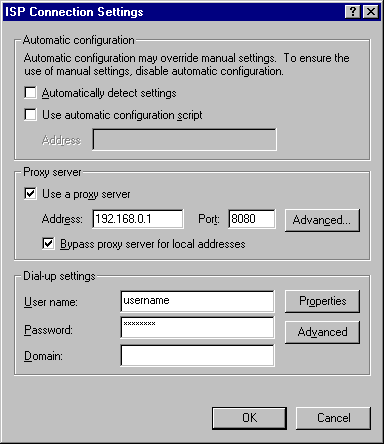 ISP Connection Settings
Automatic configuration
Automatic configuration may override manual settings. To ensure the
use of manual settings, disable automatic configuration.
Automatically detect settings
Use automatic configuration script
Address
Proxy server
Use a proxy server
Address: 192.168.0.1 Port: 8080 Advanced...
Bypass proxy server for local addresses
Dial-up settings
User name: username Properties
Password: xxxxxxxx Advanced
Domain:
OK Cancel